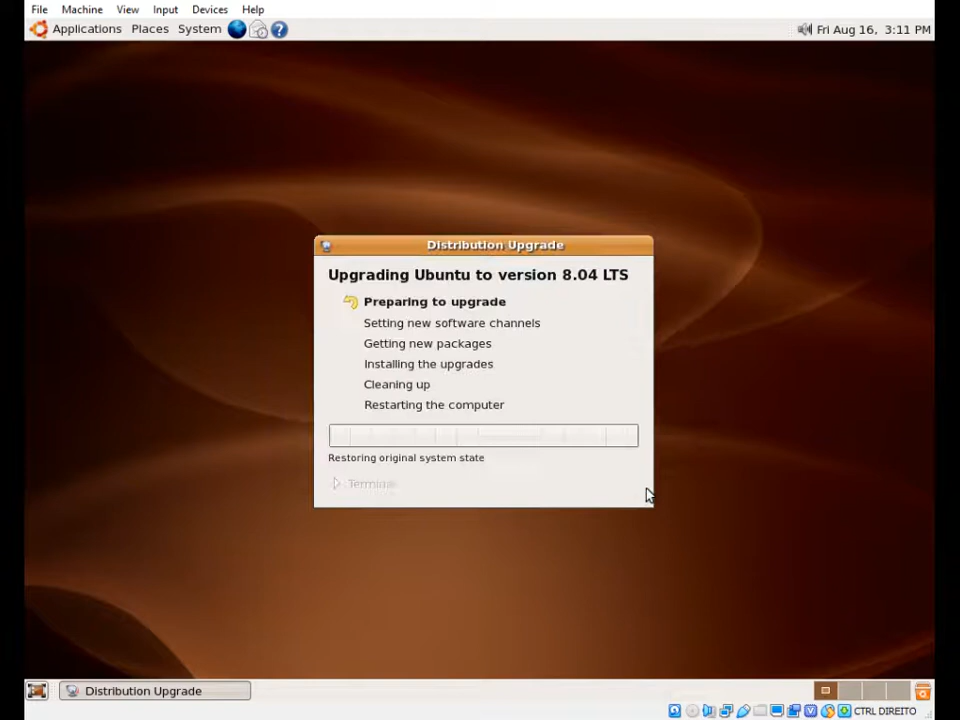 File Machine View Input Devices Help
Applications Places System Fri Aug 16, 3:11 PM
Distribution Upgrade
Upgrading Ubuntu to version 8.04 LTS
Preparing to upgrade
Setting new software channels
Getting new packages
Installing the upgrades
Cleaning up
Restarting the computer
Restoring original system state
Terminal
Distribution Upgrade
CTRL DIREITO